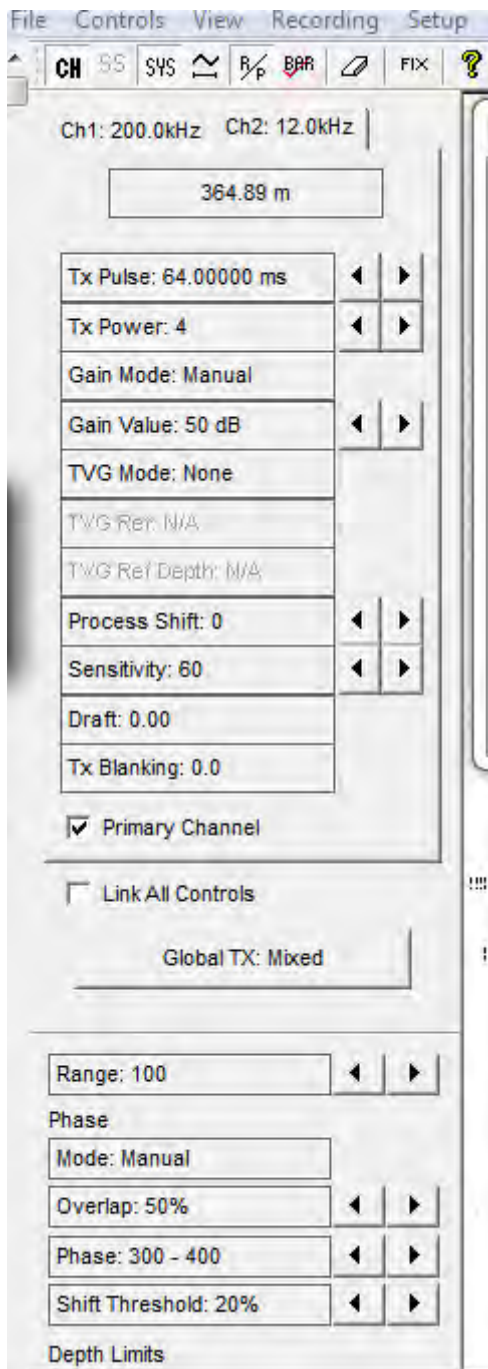 File Controls View Recording Setup
CH SS SYS R/P BAR FIX ?
Ch1: 200.0kHz Ch2: 12.0kHz
364.89 m
Tx Pulse: 64.00000 ms
Tx Power: 4
Gain Mode: Manual
Gain Value: 50 dB
TVG Mode: None
TVG Rer: N/A
TVG Ref Depth: N/A
Process Shift: 0
Sensitivity: 60
Draft: 0.00
Tx Blanking: 0.0
Primary Channel
Link All Controls
Global TX: Mixed
Range: 100
Phase
Mode: Manual
Overlap: 50%
Phase: 300 - 400
Shift Threshold: 20%
Depth Limits